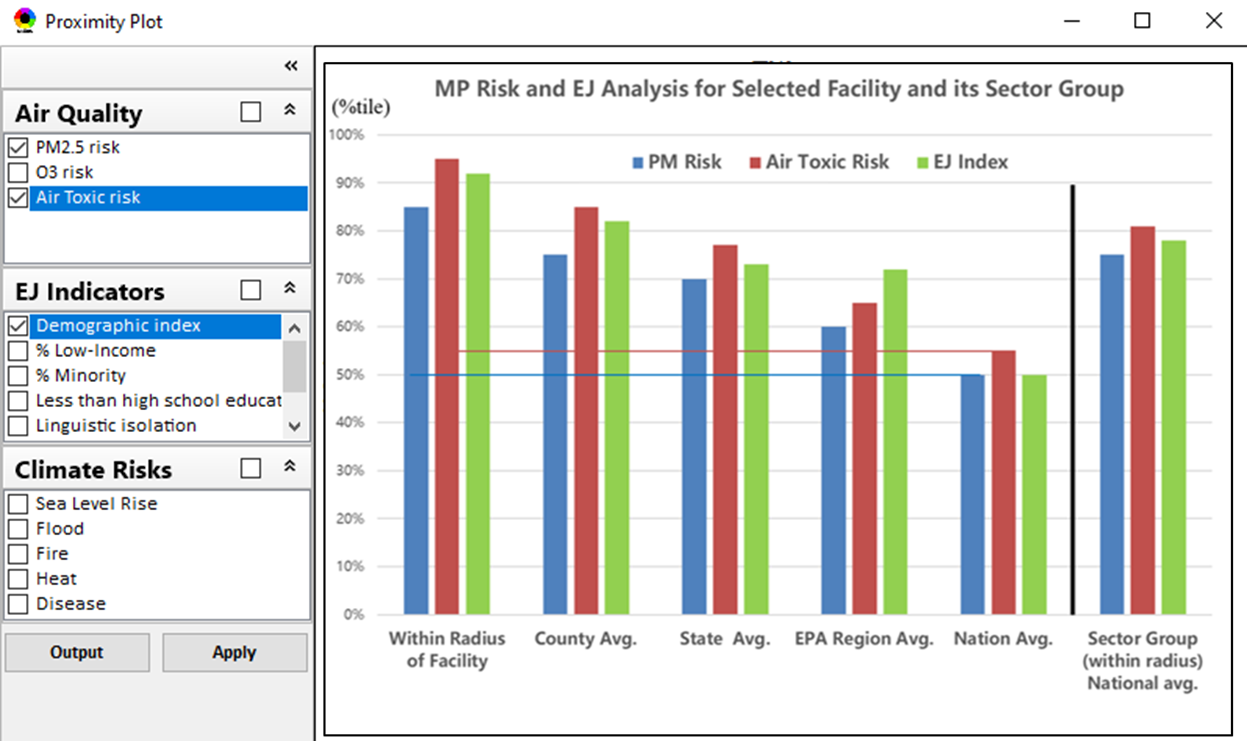 Proximity Plot
«
Air Quality
PM2.5 risk
O3 risk
Air Toxic risk
EJ Indicators
Demographic index
% Low-Income
% Minority
Less than high school educat
Linguistic isolation
Climate Risks
Sea Level Rise
Flood
Fire
Heat
Disease
Output
Apply
MP Risk and EJ Analysis for Selected Facility and its Sector Group
(%tile)
PM Risk
Air Toxic Risk
EJ Index
100%
90%
80%
70%
60%
50%
40%
30%
20%
10%
0%
Within Radius
of Facility
County Avg.
State Avg.
EPA Region Avg.
Nation Avg.
Sector Group
(within radius)
National avg.